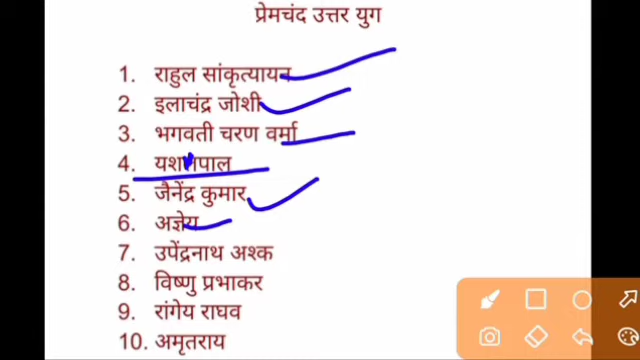 प्रेमचंद उत्तर युग
1. राहुल सांकृत्यायन
2. इलाचंद्र जोशी
3. भगवती चरण वर्मा
4. यशपाल
5. जैनेंद्र कुमार
6. अज्ञेय
7. उपेंद्रनाथ अश्क
8. विष्णु प्रभाकर
9. रांगेय राघव
10. अमृतराय